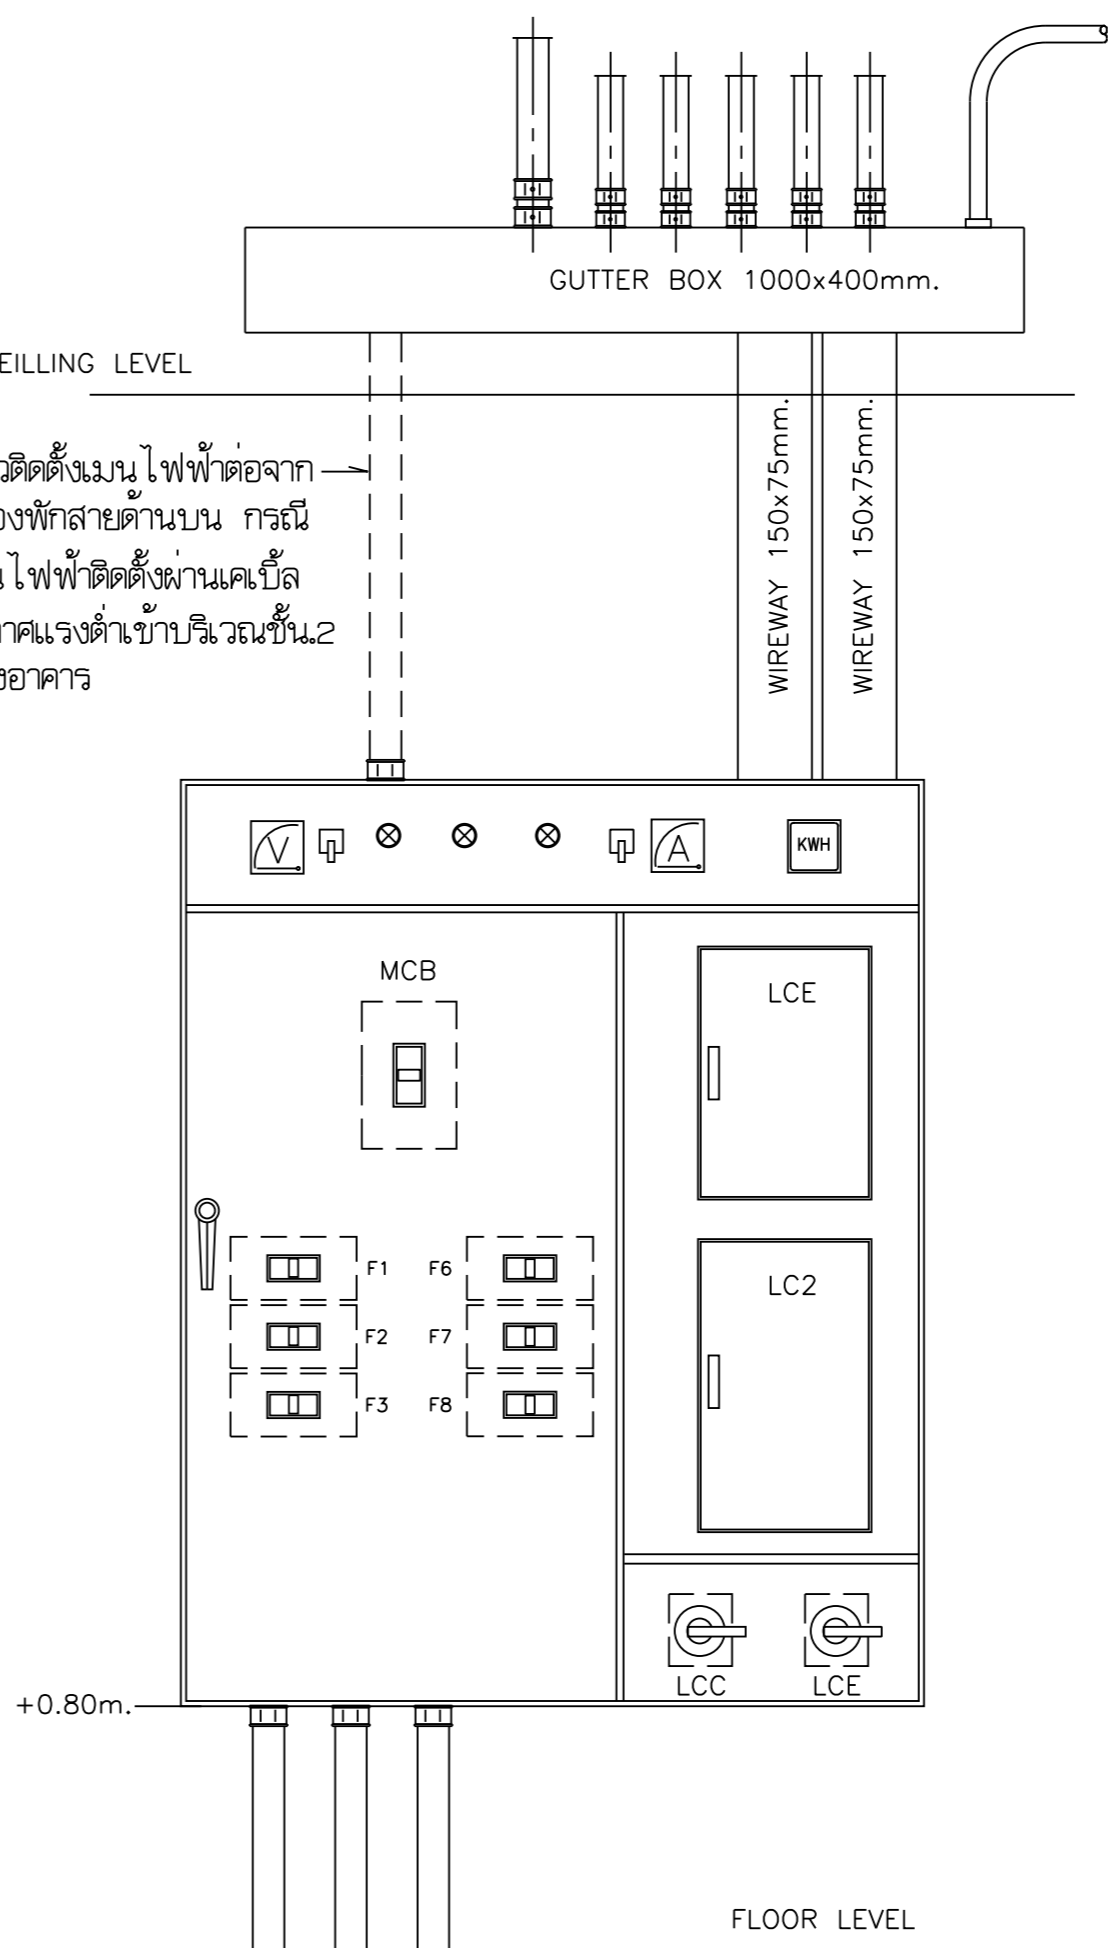 GUTTER BOX 1000x400mm.
EILLING LEVEL
วติดตั้งเมนไฟฟ้าต่อจาก
องพักสายด้านบน กรณี
นไฟฟ้าติดตั้งผ่านเคเบิ้ล
าศแรงต่ำเข้าบริเวณชั้น.2
งอาคาร
WIREWAY 150x75mm.
WIREWAY 150x75mm.
V
A
KWH
MCB
LCE
F1 F6
LC2
F2 F7
F3 F8
LCC LCE
+0.80m.
FLOOR LEVEL